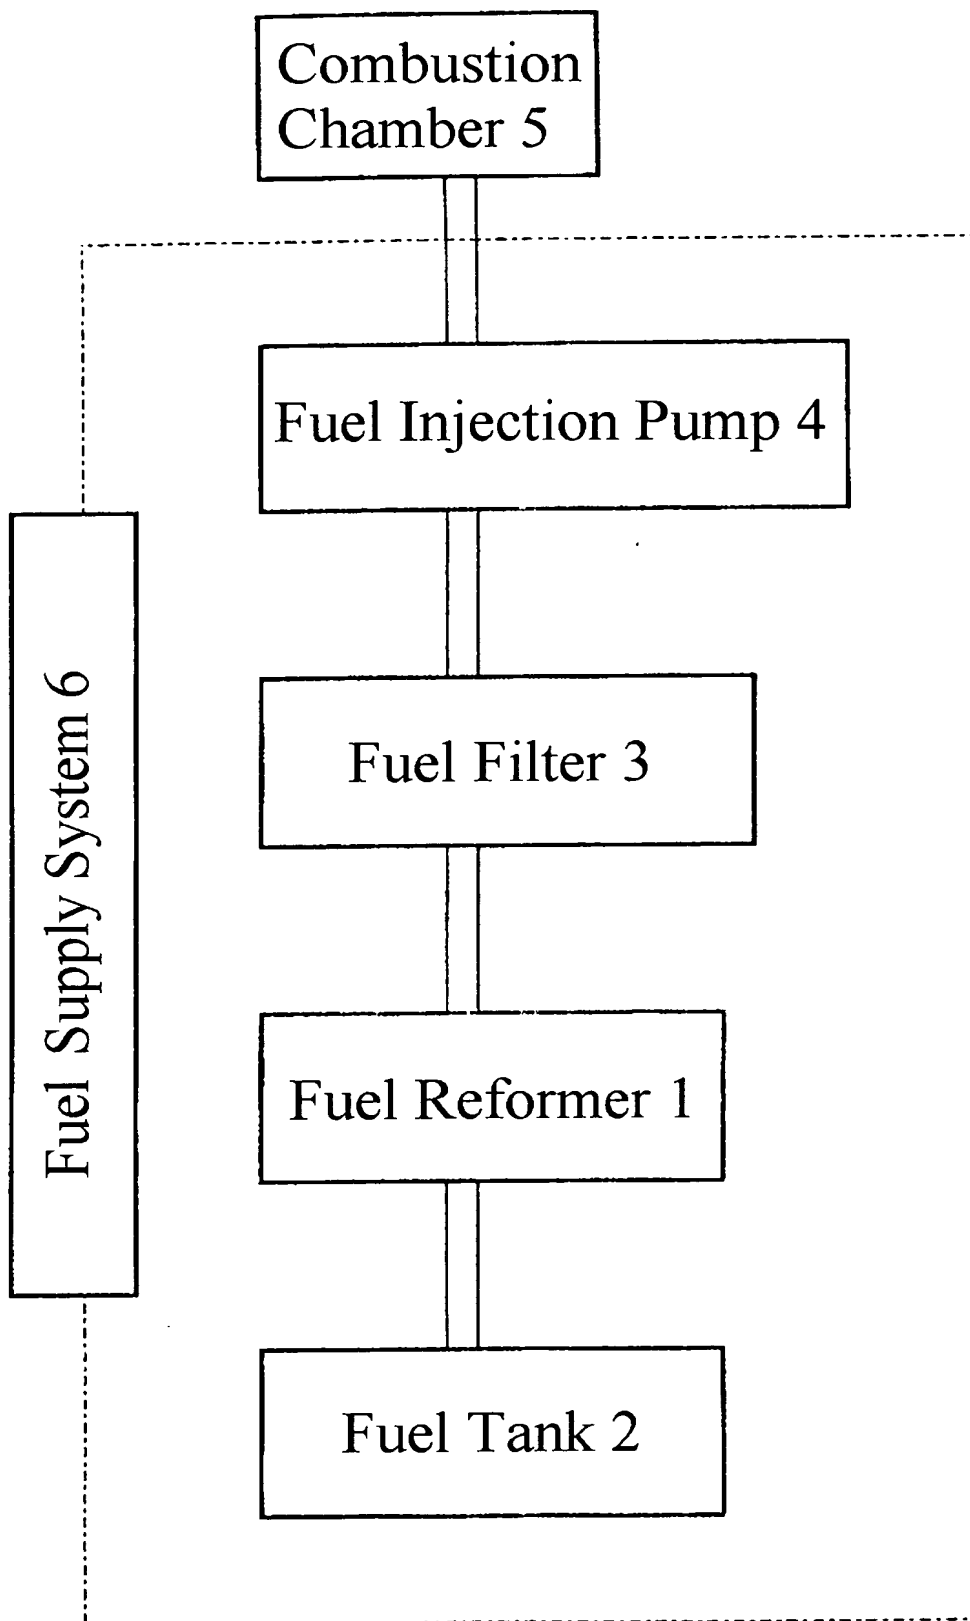 Combustion
Chamber 5
Fuel Injection Pump 4
Fuel Filter 3
Fuel Supply System 6
Fuel Reformer 1
Fuel Tank 2